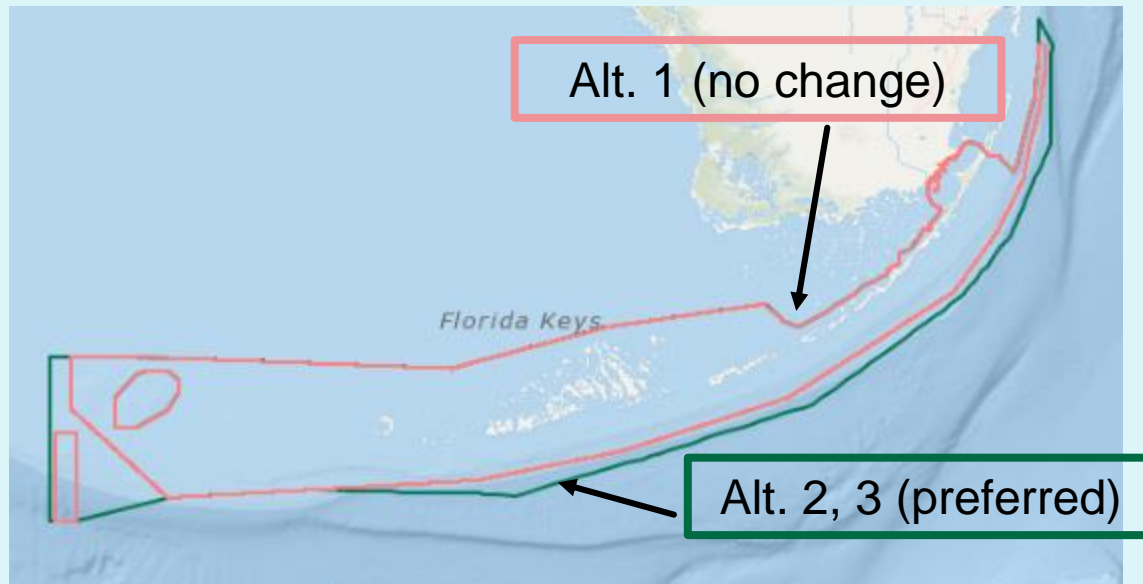 Alt. 1 (no change)
Florida Keys
Alt. 2, 3 (preferred)